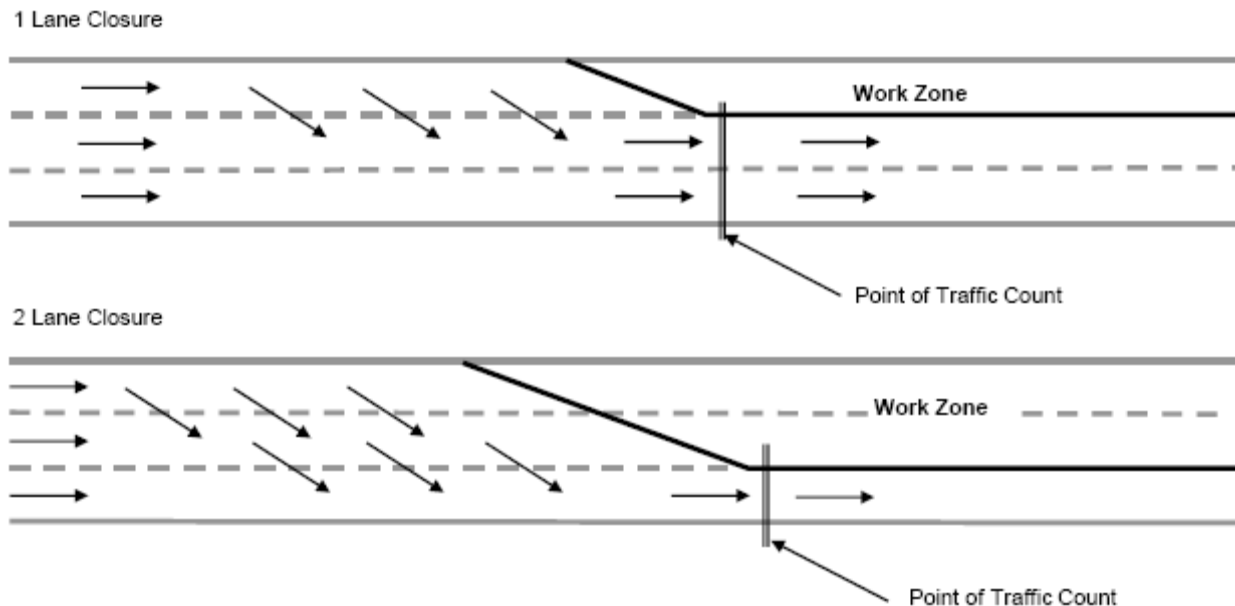 1 Lane Closure
Work Zone
Point of Traffic Count
2 Lane Closure
Work Zone
Point of Traffic Count